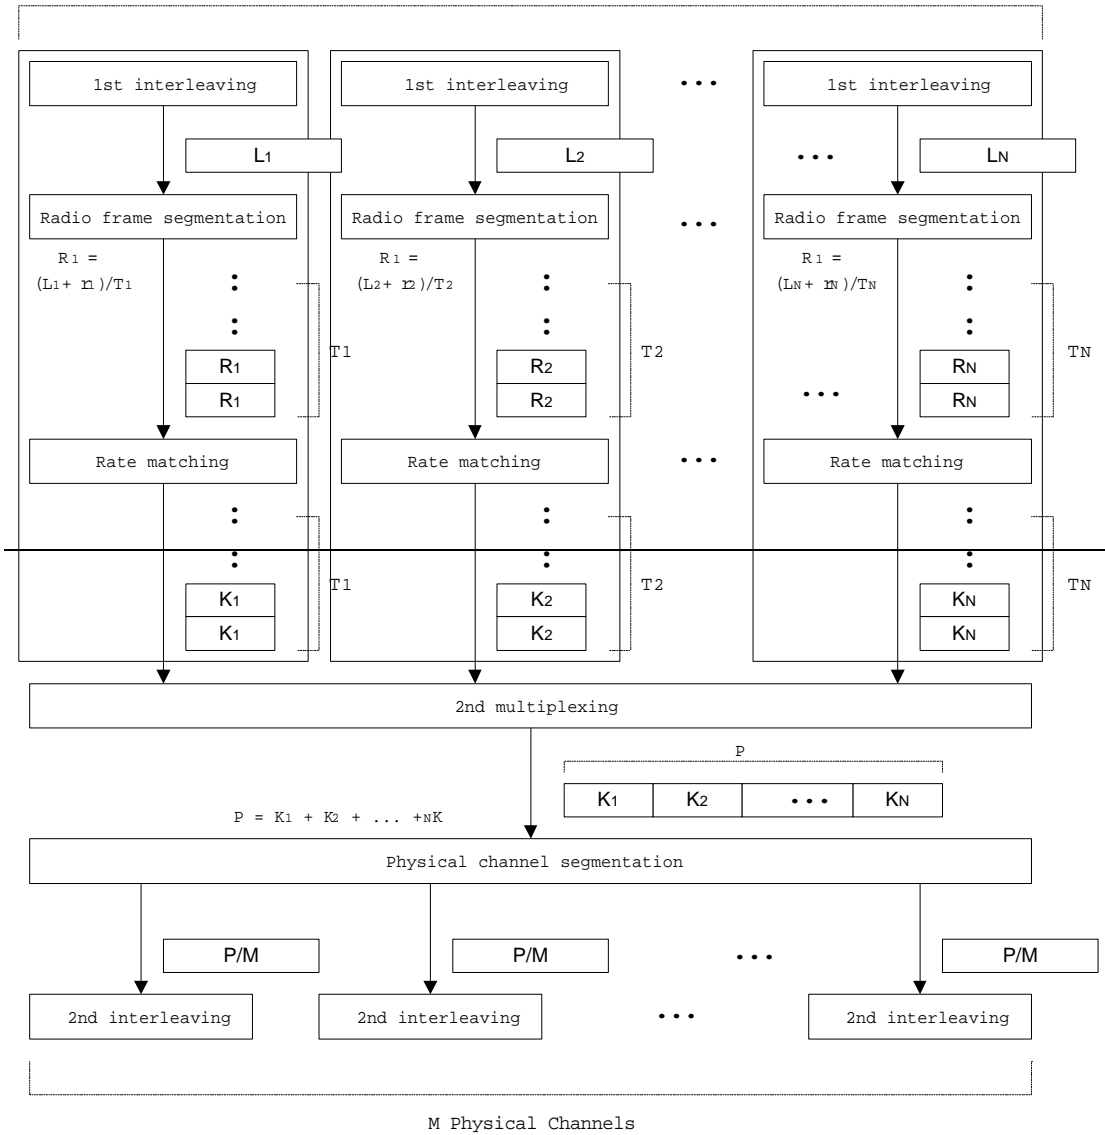 1st interleaving 1st interleaving ••• 1st interleaving
L1 L2 ••• LN
Radio frame segmentation Radio frame segmentation ••• Radio frame segmentation
R1 = R1 = R1 =
(L1+ r1)/T1 (L2+ r2)/T2 (LN+ rN)/TN
T1 T2 TN
R1 R2 RN
R1 R2 ••• RN
Rate matching Rate matching ••• Rate matching
T1 T2 TN
K1 K2 KN
K1 K2 KN
2nd multiplexing
P
K1 K2 ••• KN
P = K1 + K2 + ... +NK
Physical channel segmentation
P/M P/M ••• P/M
2nd interleaving 2nd interleaving ••• 2nd interleaving
M Physical Channels